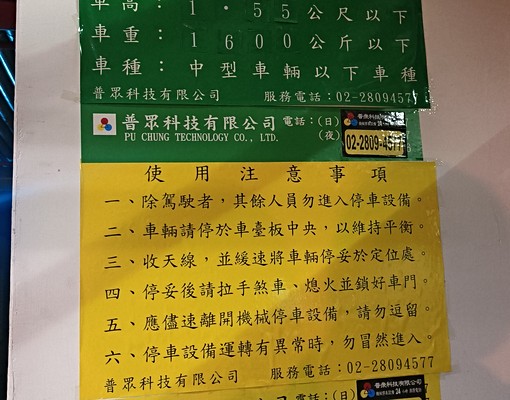 車高：1.55公尺以下
車重：1600公斤以下
車種：中型車輛以下車種
普眾科技有限公司 服務電話：02-28094577
普眾科技有限公司 電話：(日)
PU CHUNG TECHNOLOGY CO., LTD. (夜)
02-2809-4577
使用注意事項
一、除駕駛者，其餘人員勿進入停車設備。
二、車輛請停於車臺板中央，以維持平衡。
三、收天線，並緩速將車輛停妥於定位處。
四、停妥後請拉手煞車、熄火並鎖好車門。
五、應儘速離開機械停車設備，請勿逗留。
六、停車設備運轉有異常時，勿冒然進入。
普眾科技有限公司 服務電話：02-28094577